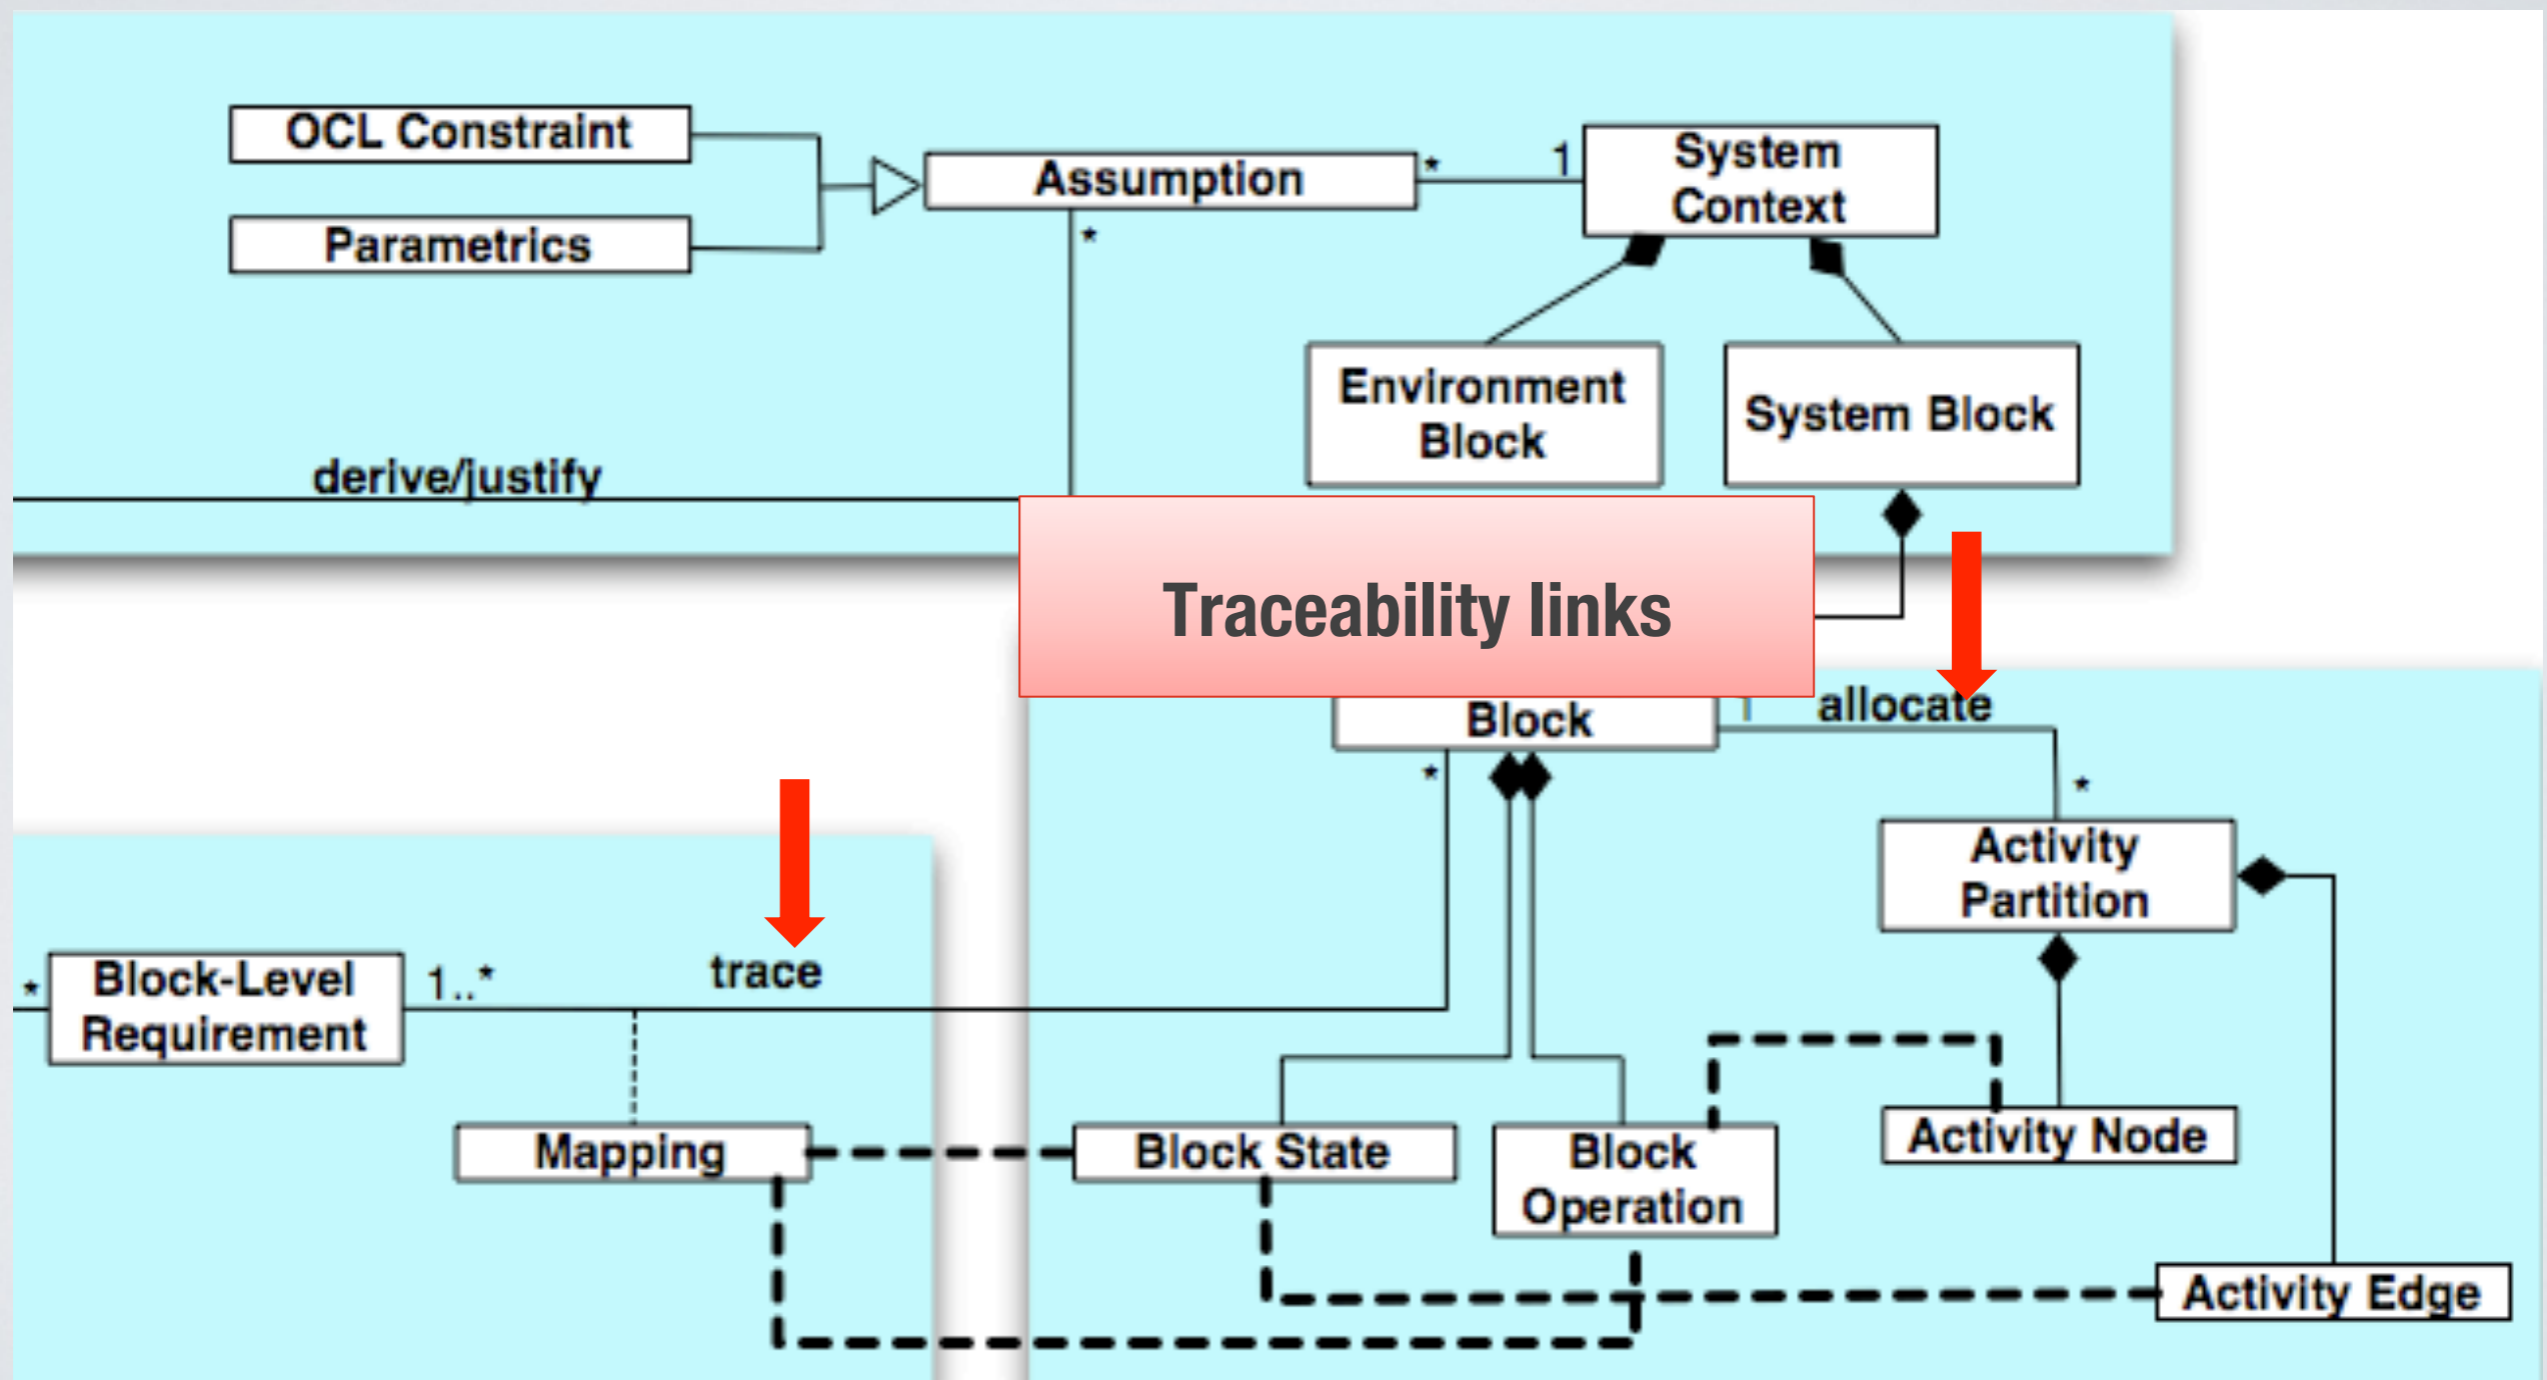 OCL Constraint
Parametrics
Assumption
*
1
System
Context
*
Environment
Block
System Block
derive/justify
Traceability links
Block
1
allocate
*
*
Activity
Partition
*
Block-Level
Requirement
1..*
trace
Mapping
Block State
Block
Operation
Activity Node
Activity Edge